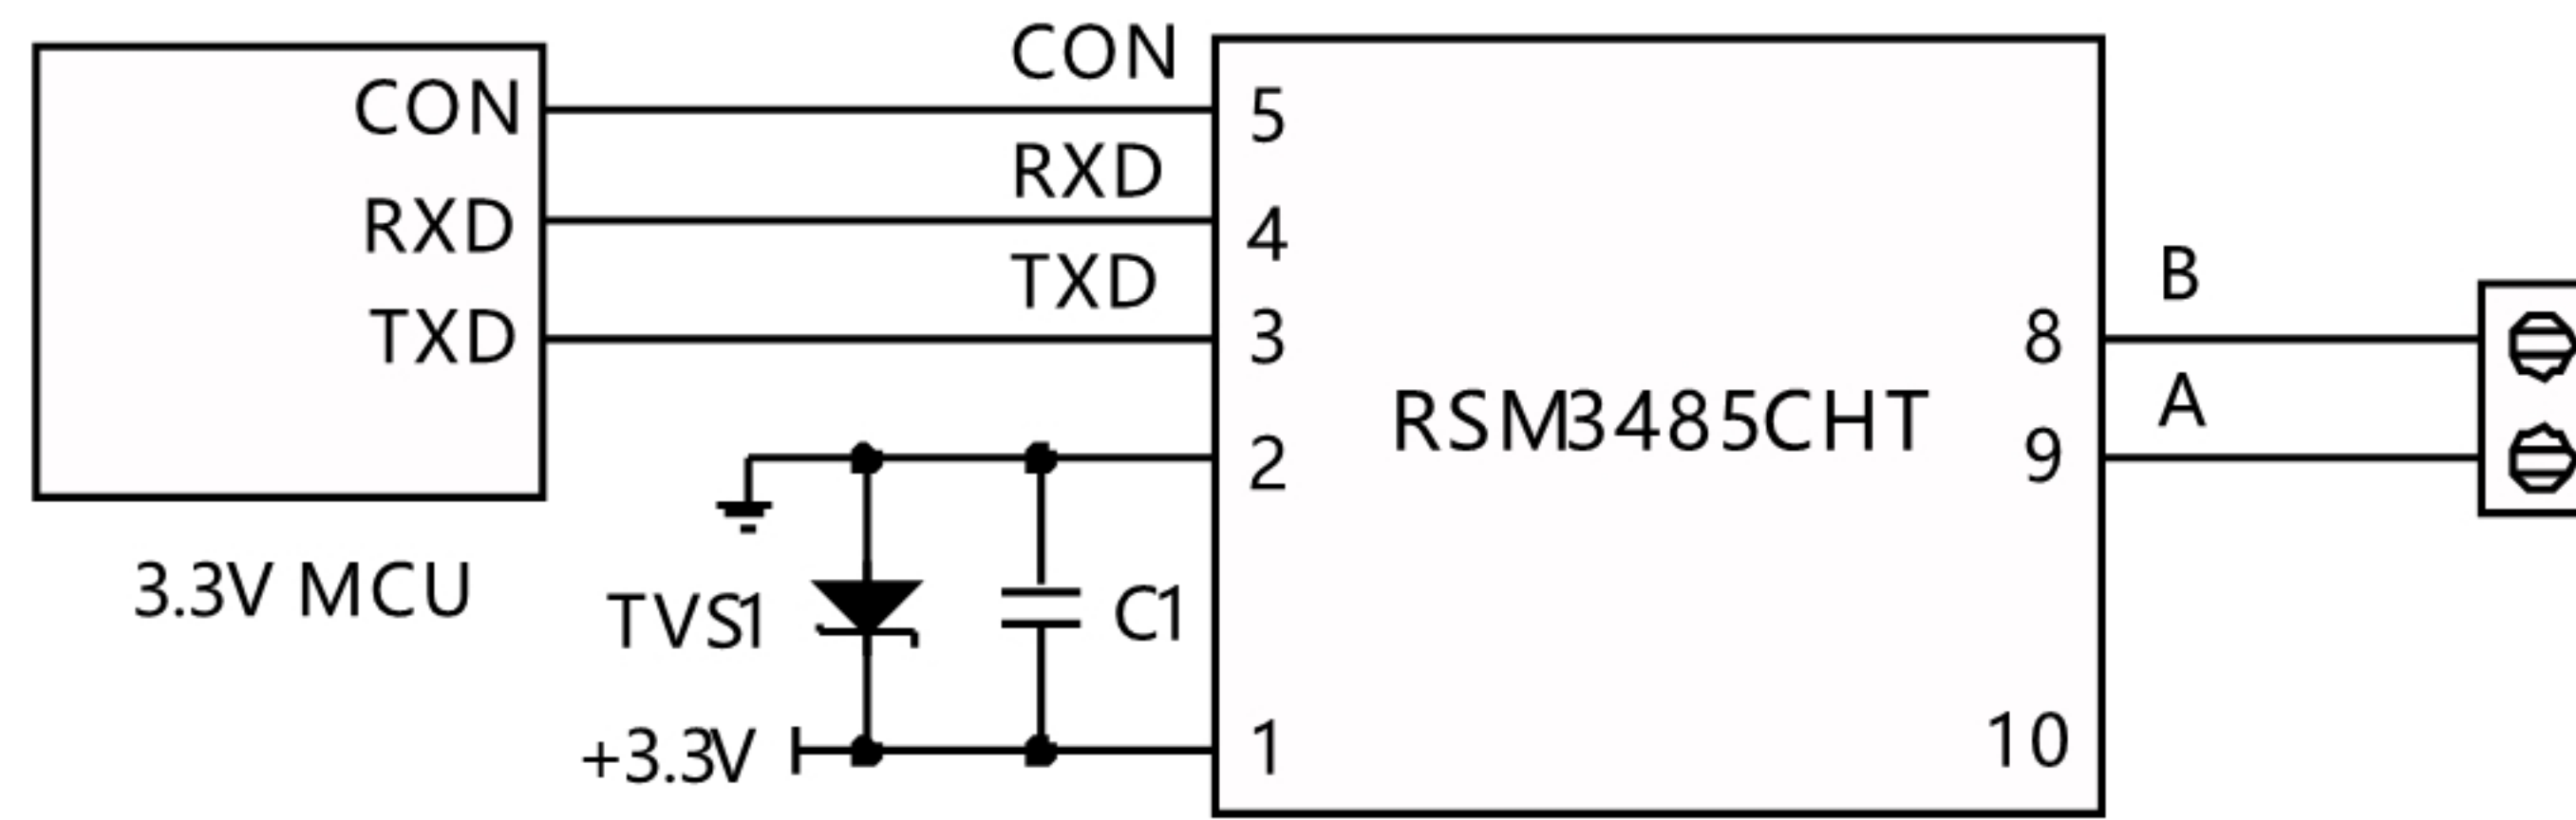 CON
RXD
TXD
3.3V MCU
CON
RXD
TXD
5
4
3
2
1
RSM3485CHT
8
9
10
B
A
TVS1
C1
+3.3V